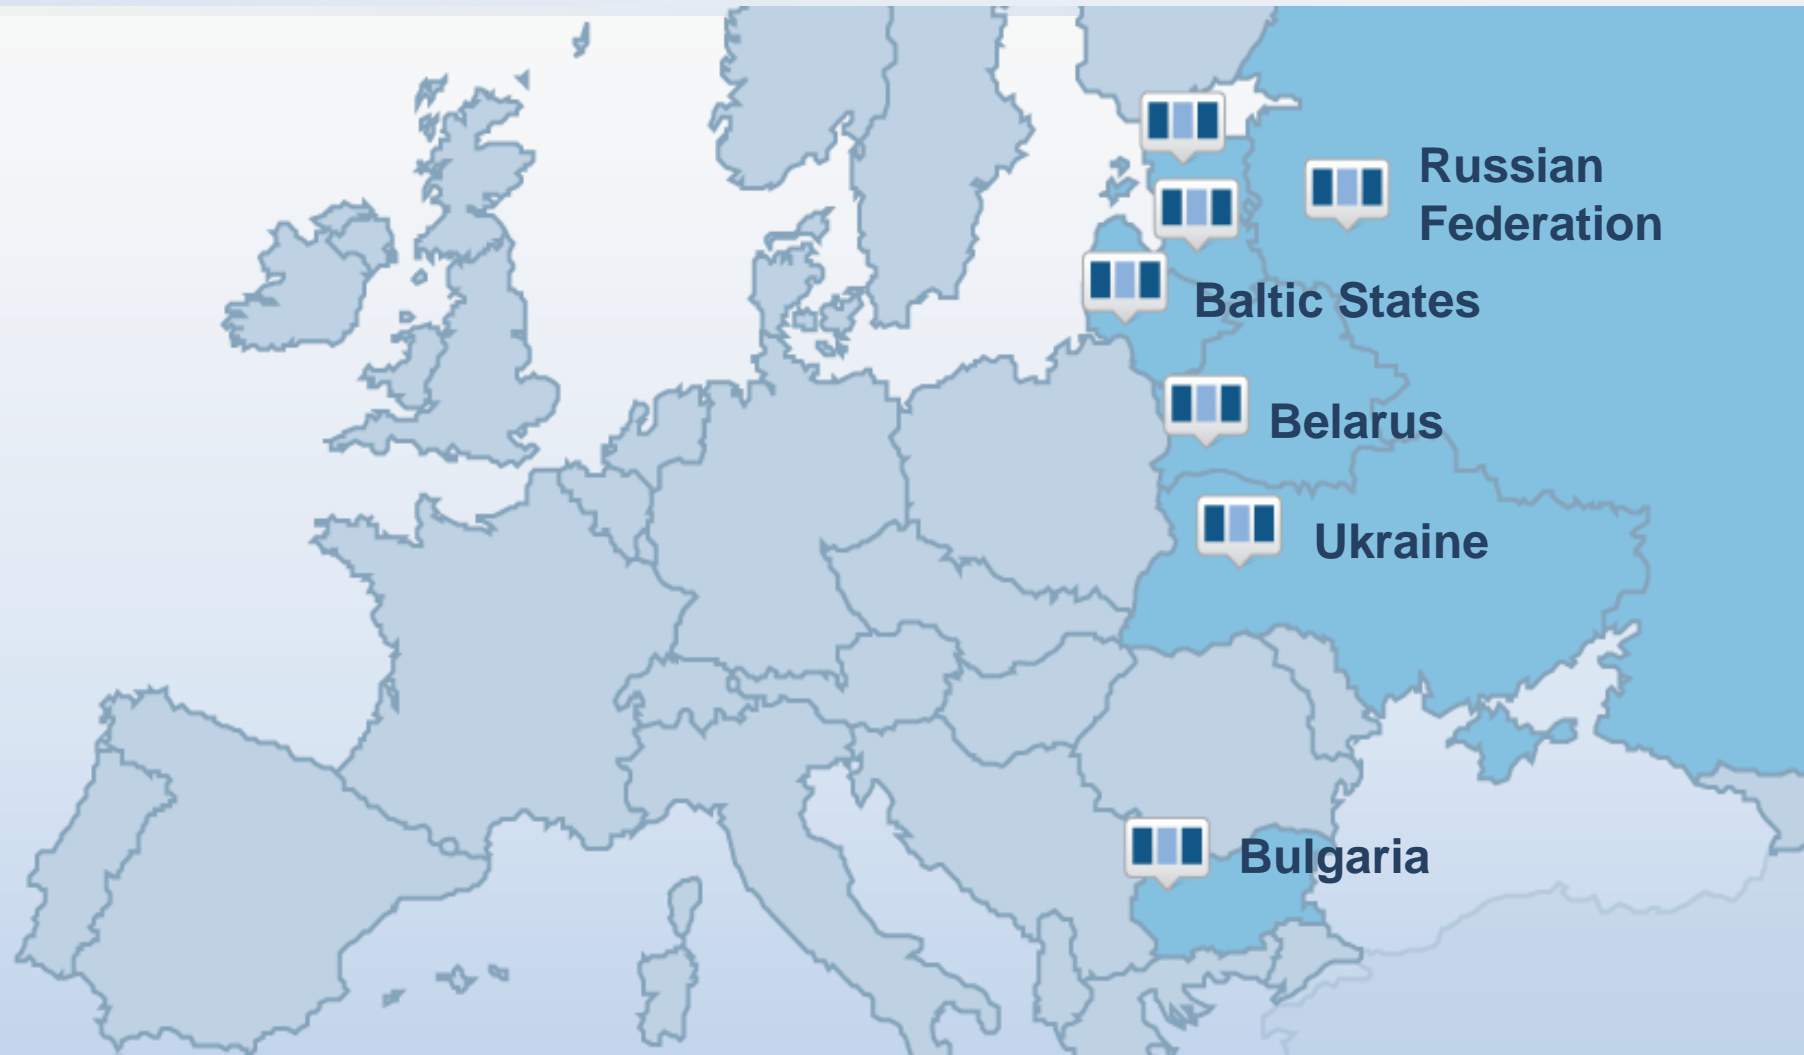 Russian
Federation
Baltic States
Belarus
Ukraine
Bulgaria